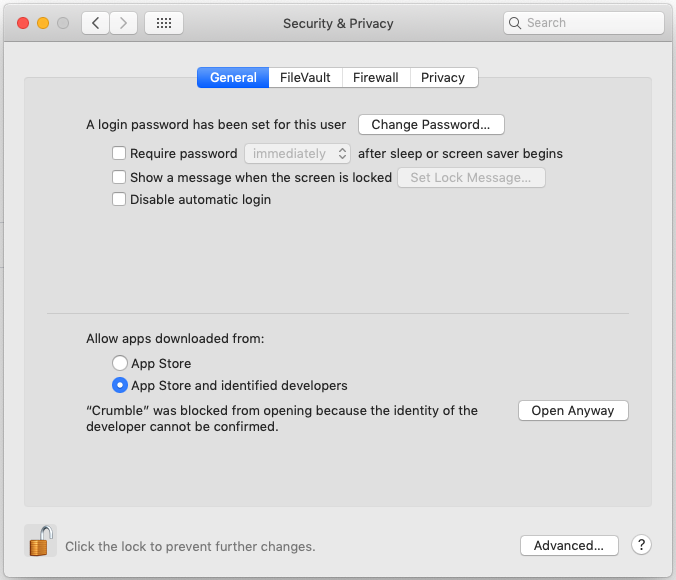 Security & Privacy
Search
General FileVault Firewall Privacy
A login password has been set for this user Change Password...
Require password immediately after sleep or screen saver begins
Show a message when the screen is locked Set Lock Message...
Disable automatic login
Allow apps downloaded from:
App Store
App Store and identified developers
“Crumble” was blocked from opening because the identity of the
developer cannot be confirmed.
Open Anyway
Click the lock to prevent further changes.
Advanced... ?